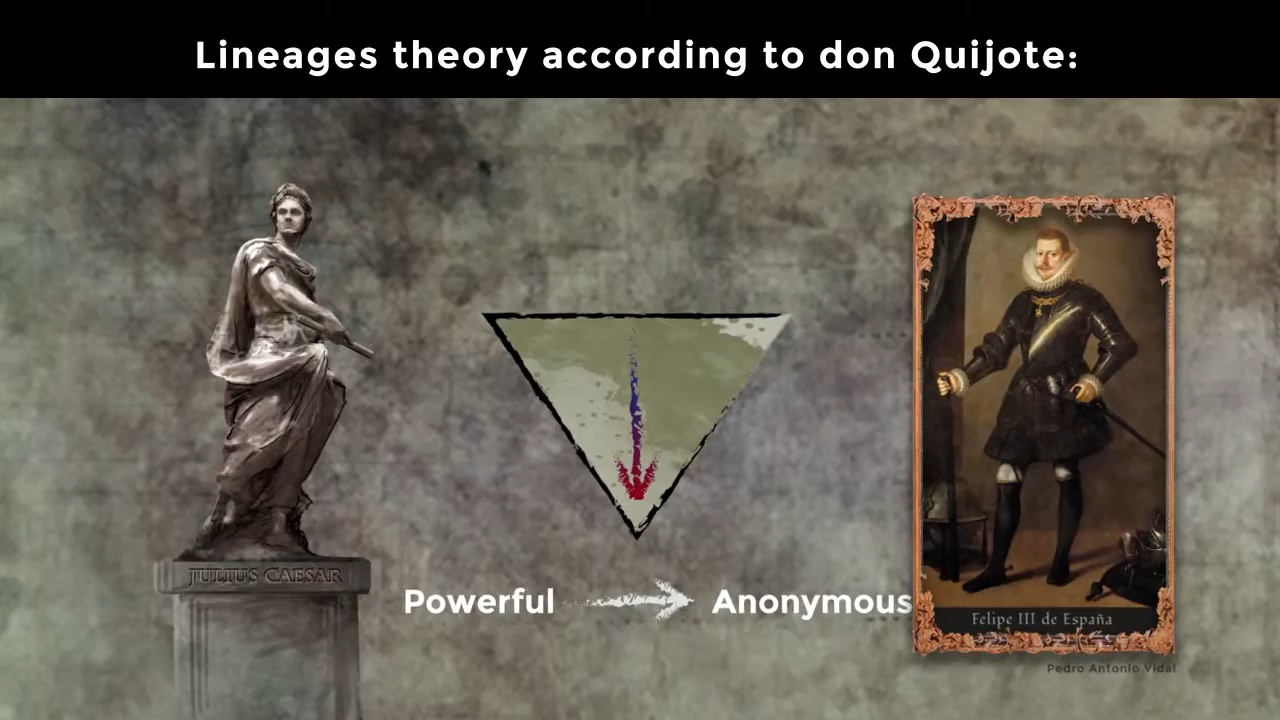 Lineages theory according to don Quijote:
JULIUS CAESAR
Powerful
Anonymous
Felipe III de España
Pedro Antonio Vidal